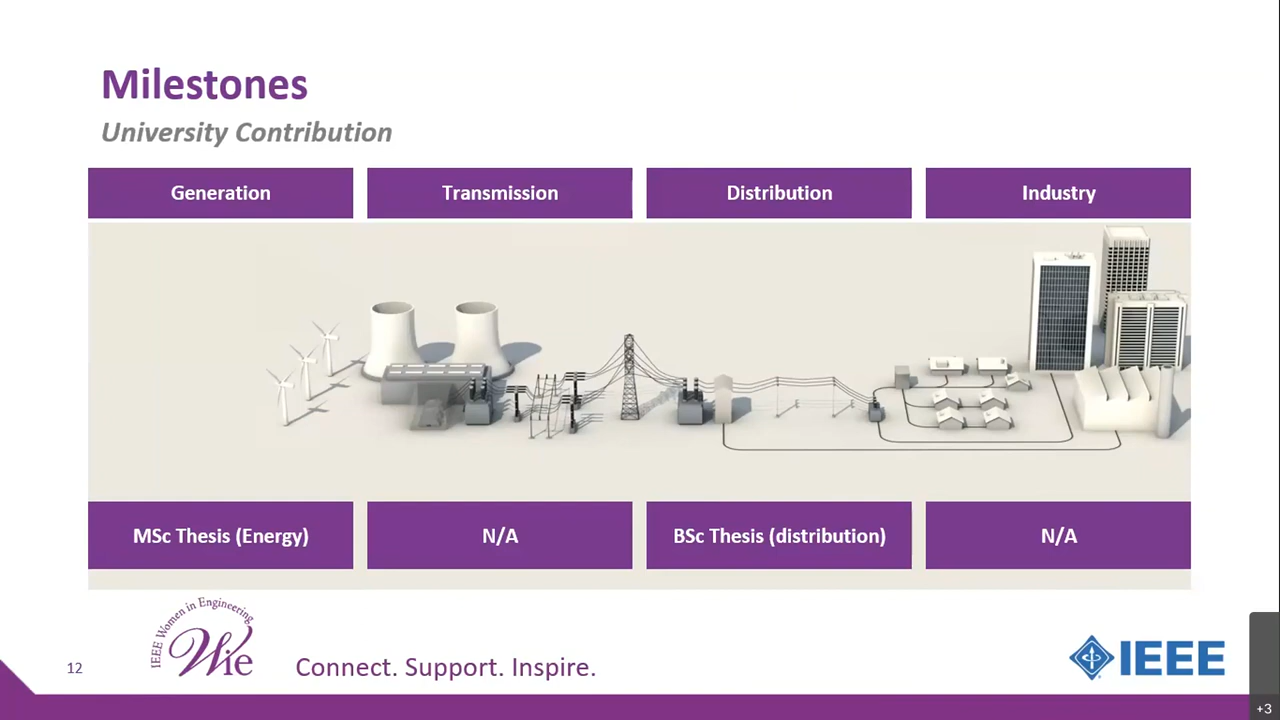 Milestones
University Contribution
Generation
Transmission
Distribution
Industry
MSc Thesis (Energy)
N/A
BSc Thesis (distribution)
N/A
12
IEEE Women in Engineering
WIE
Connect. Support. Inspire.
IEEE
+3